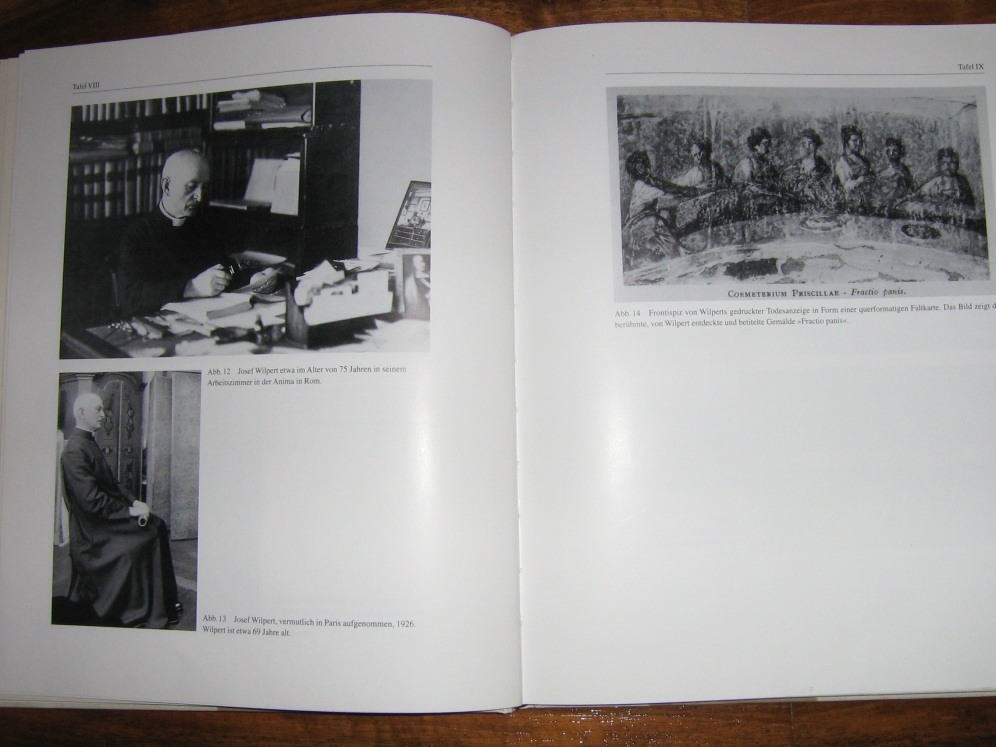 Tafel VIII
Abb. 12 Josef Wilpert etwa im Alter von 75 Jahren in seinem
Arbeitszimmer in der Anima in Rom.
Abb. 13 Josef Wilpert, vermutlich in Paris aufgenommen, 1926.
Wilpert ist etwa 69 Jahre alt.
Tafel IX
COEMETERIUM PRISCILLAE - Fractio panis.
Abb. 14 Frontispiz von Wilperts gedruckter Todesanzeige in Form einer querformatigen Faltkarte. Das Bild zeigt
berühmte, von Wilpert entdeckte und betitelte Gemälde »Fractio panis«.